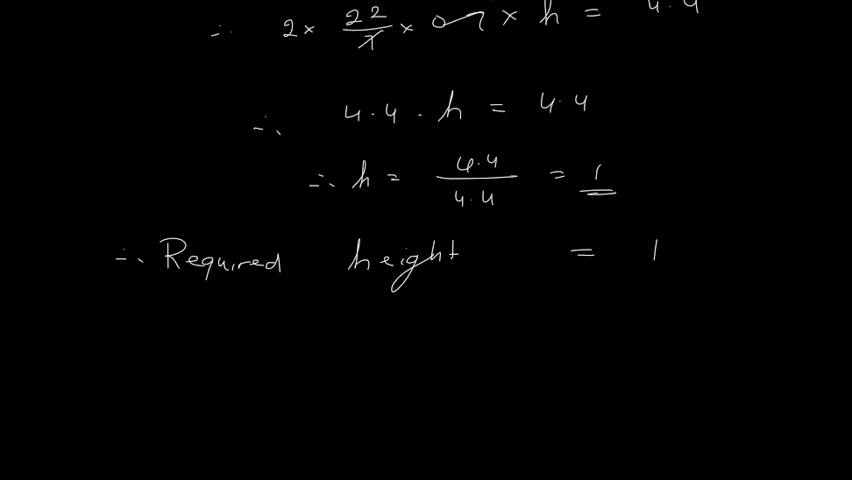 ∴ 2 × 22/7 × 0.7 × h = 4.4
∴ 4.4 . h = 4.4
∴ h = 4.4/4.4 = 1
∴ Required height = 1